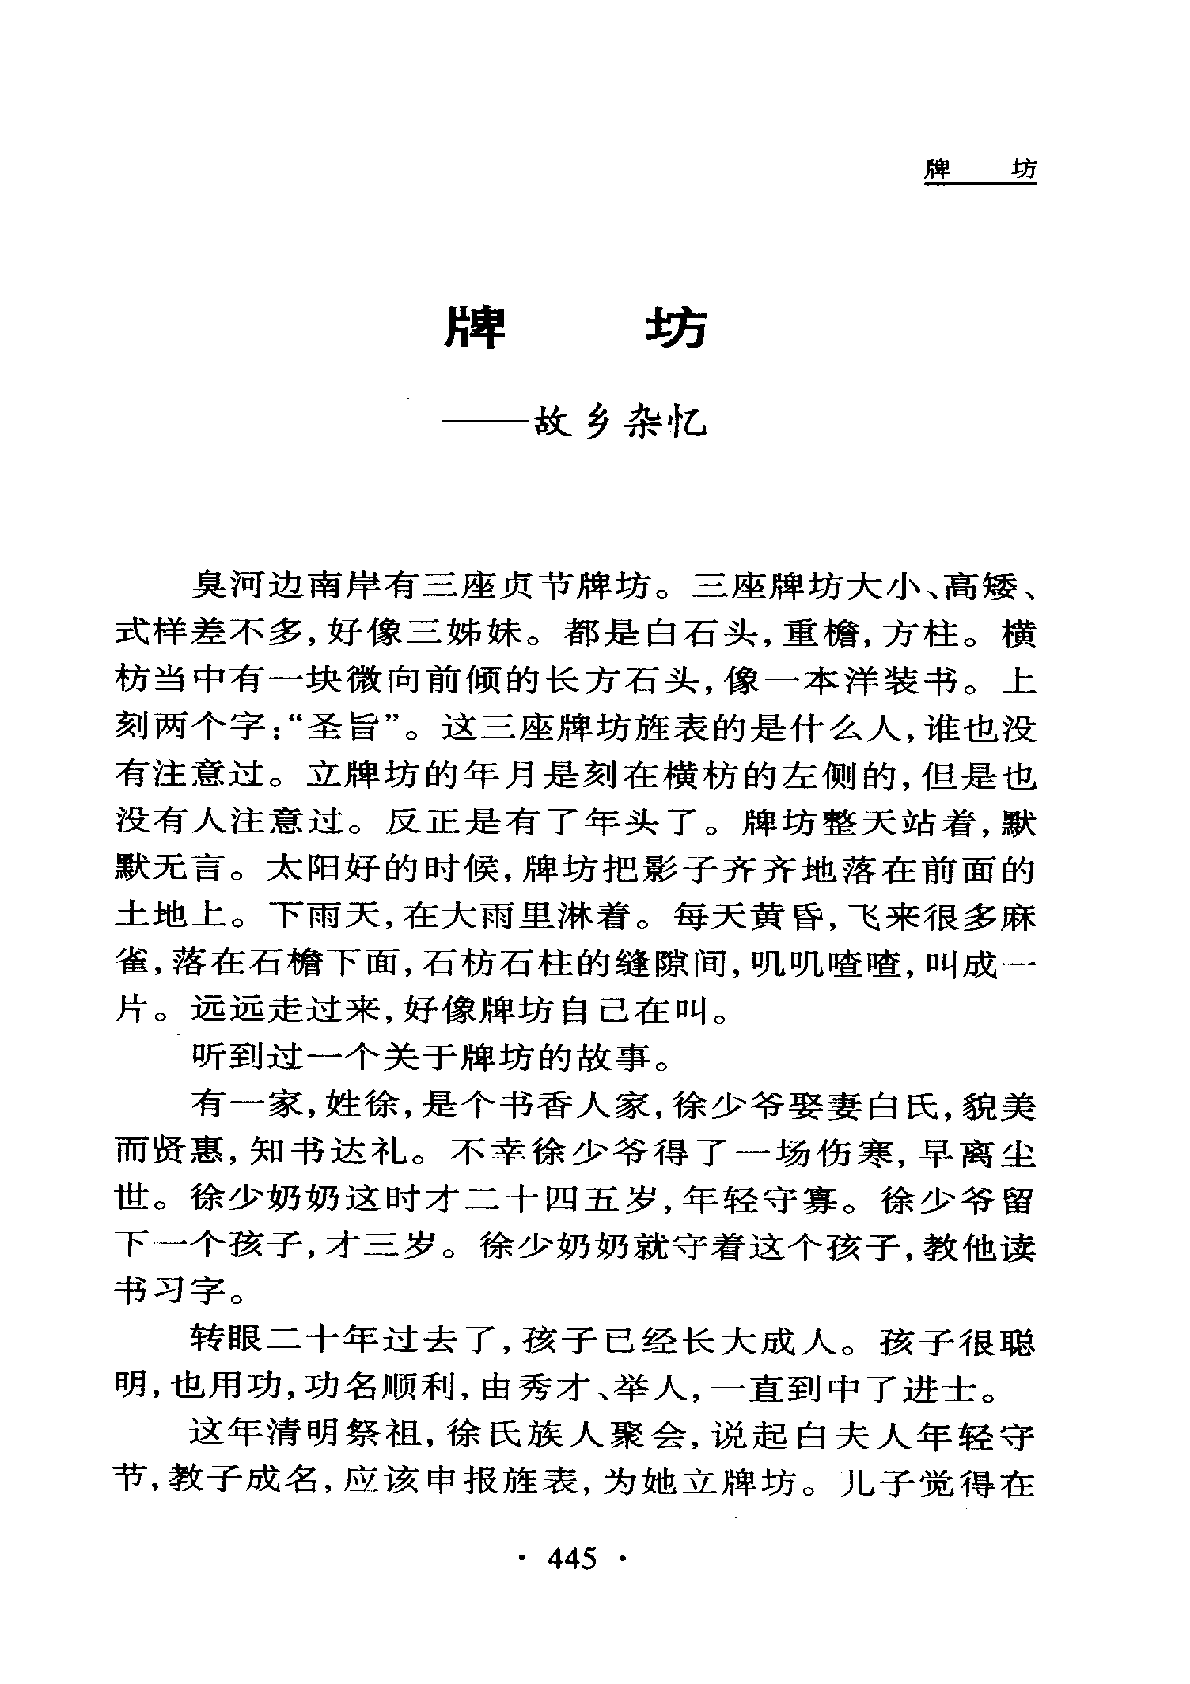 牌 坊
牌 坊
——故乡杂忆
臭河边南岸有三座贞节牌坊。三座牌坊大小、高矮、
式样差不多,好像三姊妹。都是白石头,重檐,方柱。横
枋当中有一块微向前倾的长方石头,像一本洋装书。上
刻两个字:“圣旨”。这三座牌坊旌表的是什么人,谁也没
有注意过。立牌坊的年月是刻在横枋的左侧的,但是也
没有人注意过。反正是有了年头了。牌坊整天站着,默
默无言。太阳好的时候,牌坊把影子齐齐地落在前面的
土地上。下雨天,在大雨里淋着。每天黄昏,飞来很多麻
雀,落在石檐下面,石枋石柱的缝隙间,叽叽喳喳,叫成一
片。远远走过来,好像牌坊自己在叫。
听到过一个关于牌坊的故事。
有一家,姓徐,是个书香人家,徐少爷娶妻白氏,貌美
而贤惠,知书达礼。不幸徐少爷得了一场伤寒,早离尘
世。徐少奶奶这时才二十四五岁,年轻守寡。徐少爷留
下一个孩子,才三岁。徐少奶奶就守着这个孩子,教他读
书习字。
转眼二十年过去了,孩子已经长大成人。孩子很聪
明,也用功,功名顺利,由秀才、举人,一直到中了进士。
这年清明祭祖,徐氏族人聚会,说起白夫人年轻守
节,教子成名,应该申报旌表,为她立牌坊。儿子觉得在
· 445 ·